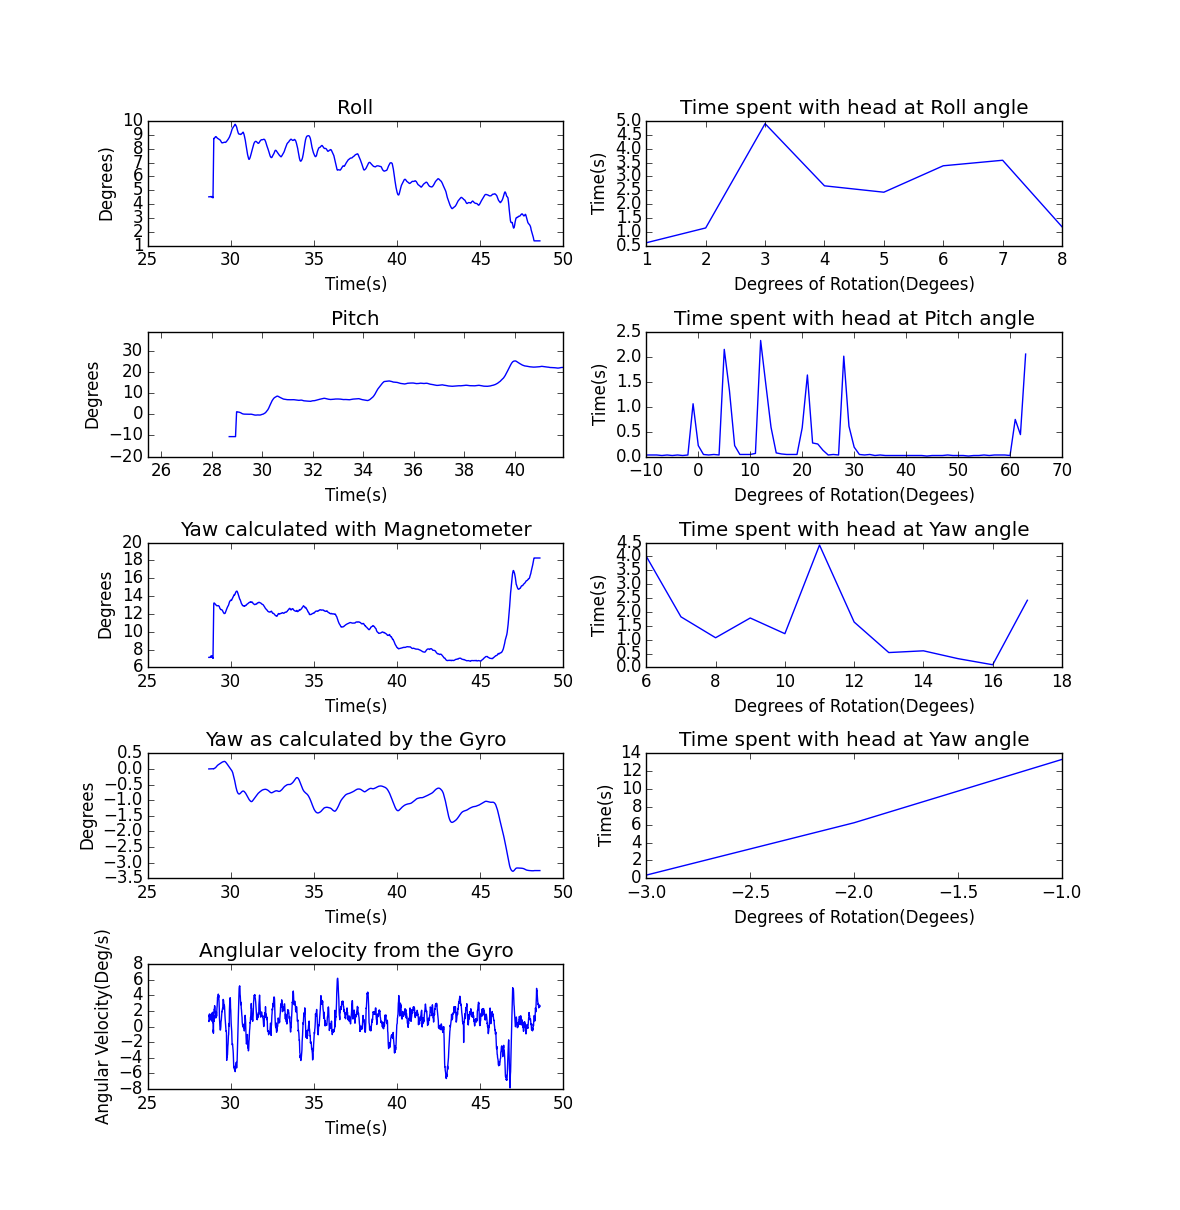 Roll
Degrees)
10
9
8
7
6
5
4
3
2
1
25 30 35 40 45 50
Time(s)
Time spent with head at Roll angle
Time(s)
5.0
4.5
4.0
3.5
3.0
2.5
2.0
1.5
1.0
0.5
1 2 3 4 5 6 7 8
Degrees of Rotation(Degees)
Pitch
Degrees
30
20
10
0
−10
−20
26 28 30 32 34 36 38 40
Time(s)
Time spent with head at Pitch angle
Time(s)
2.5
2.0
1.5
1.0
0.5
0.0
−10 0 10 20 30 40 50 60 70
Degrees of Rotation(Degees)
Yaw calculated with Magnetometer
Degrees
20
18
16
14
12
10
8
6
25 30 35 40 45 50
Time(s)
Time spent with head at Yaw angle
Time(s)
4.5
4.0
3.5
3.0
2.5
2.0
1.5
1.0
0.5
0.0
6 8 10 12 14 16 18
Degrees of Rotation(Degees)
Yaw as calculated by the Gyro
Degrees
0.5
0.0
−0.5
−1.0
−1.5
−2.0
−2.5
−3.0
−3.5
25 30 35 40 45 50
Time(s)
Time spent with head at Yaw angle
Time(s)
14
12
10
8
6
4
2
0
−3.0 −2.5 −2.0 −1.5 −1.0
Degrees of Rotation(Degees)
Anglular velocity from the Gyro
Angular Velocity(Deg/s)
8
6
4
2
0
−2
−4
−6
−8
25 30 35 40 45 50
Time(s)